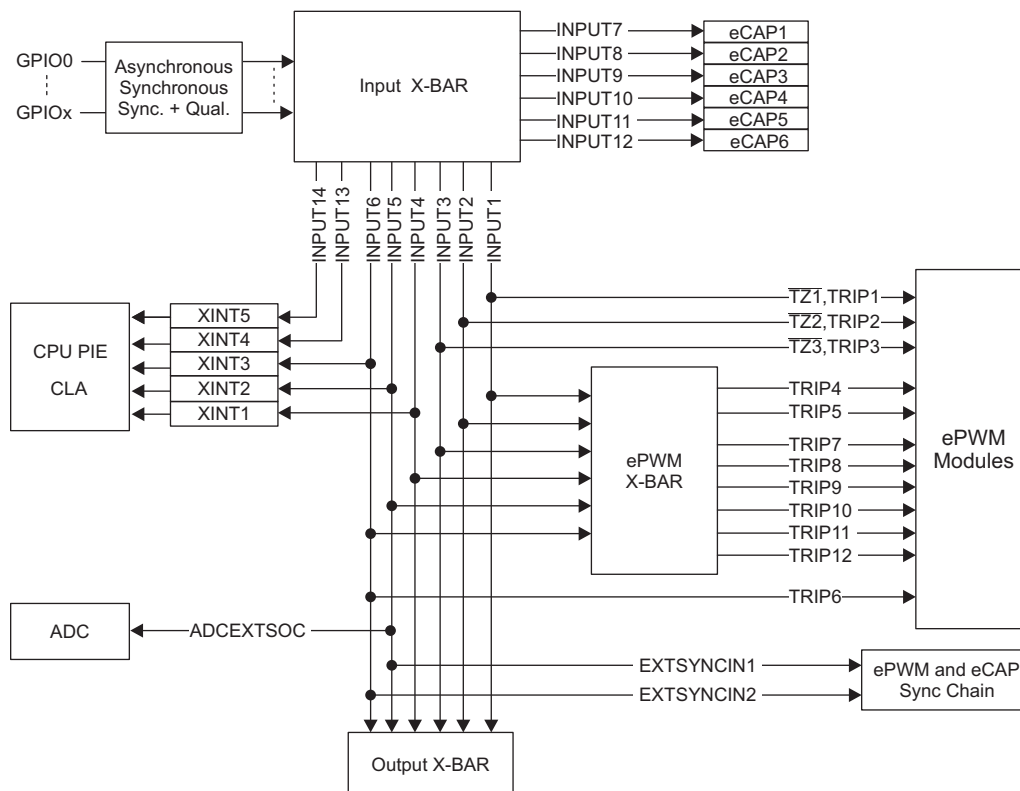 GPIO0
GPIOx
Asynchronous
Synchronous
Sync. + Qual.
Input X-BAR
INPUT7
INPUT8
INPUT9
INPUT10
INPUT11
INPUT12
eCAP1
eCAP2
eCAP3
eCAP4
eCAP5
eCAP6
INPUT14
INPUT13
INPUT6
INPUT5
INPUT4
INPUT3
INPUT2
INPUT1
CPU PIE
CLA
XINT5
XINT4
XINT3
XINT2
XINT1
TZ1,TRIP1
TZ2,TRIP2
TZ3,TRIP3
ePWM
X-BAR
TRIP4
TRIP5
TRIP7
TRIP8
TRIP9
TRIP10
TRIP11
TRIP12
TRIP6
ePWM
Modules
ADC
ADCEXTSOC
EXTSYNCIN1
EXTSYNCIN2
ePWM and eCAP
Sync Chain
Output X-BAR